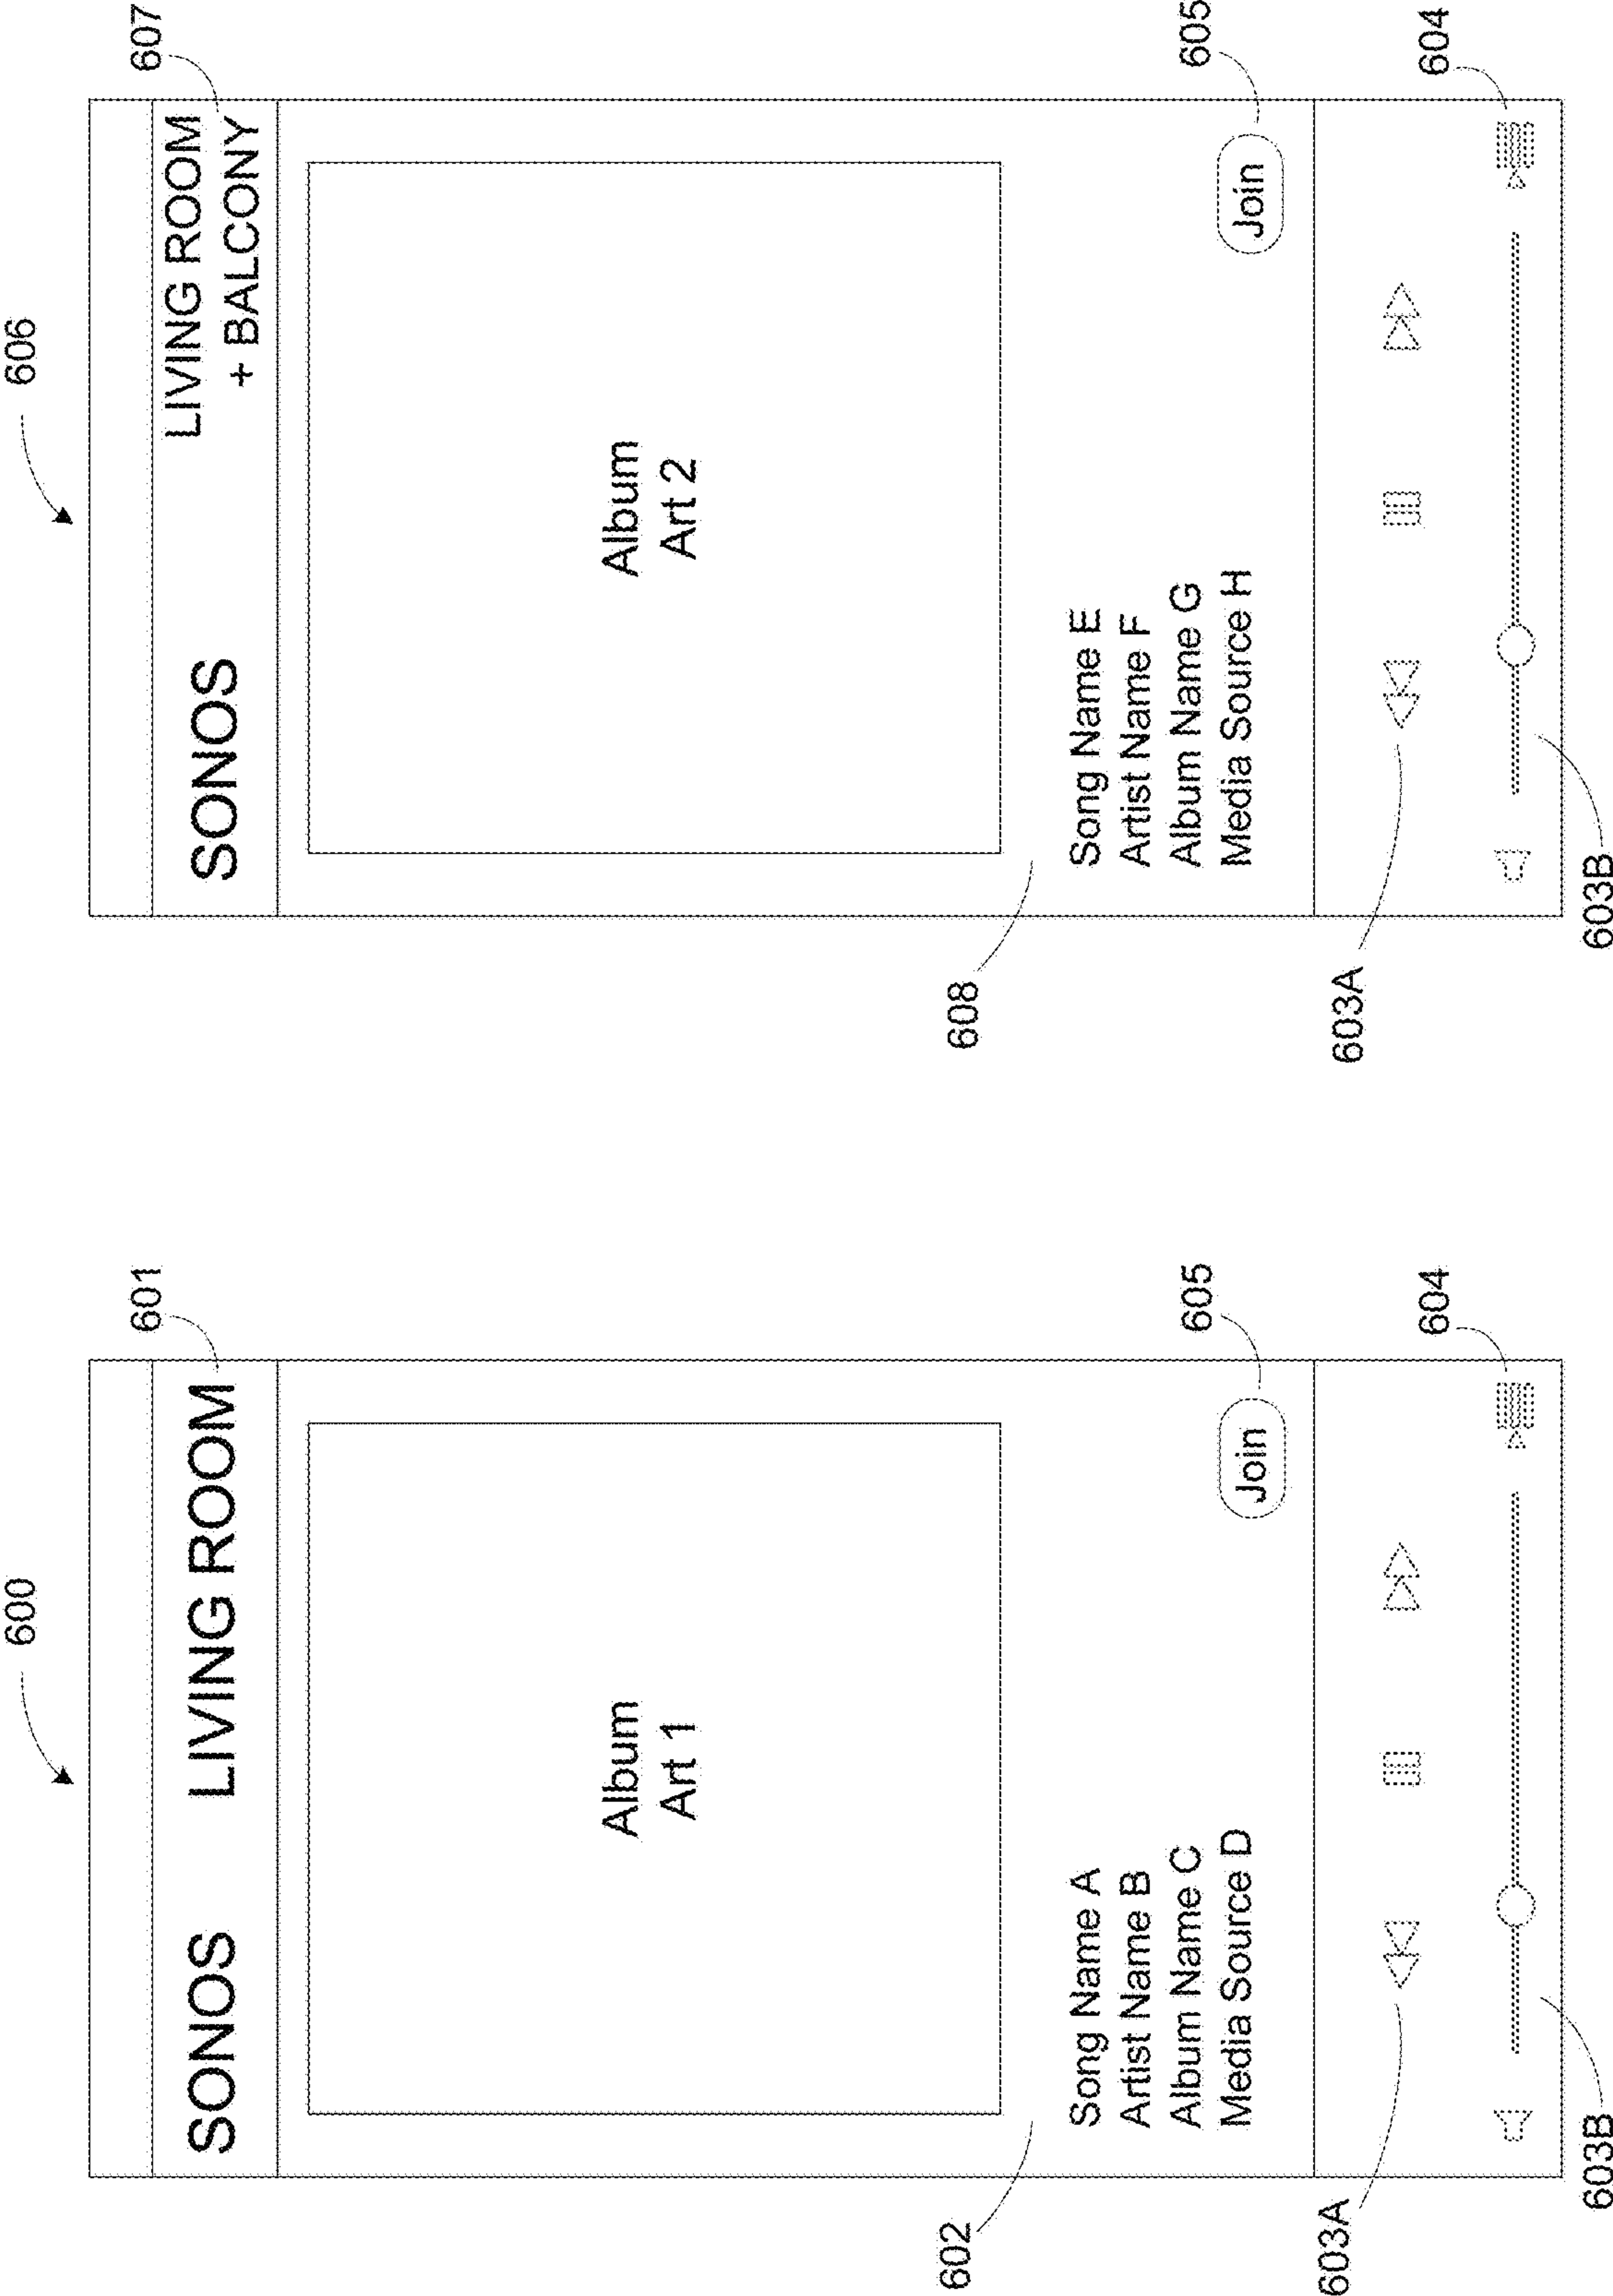 600
SONOS LIVING ROOM
601
Album
Art 1
602
Song Name A
Artist Name B
Album Name C
Media Source D
Join
605
603A
604
603B
606
SONOS
LIVING ROOM
+ BALCONY
607
Album
Art 2
608
Song Name E
Artist Name F
Album Name G
Media Source H
Join
605
603A
604
603B